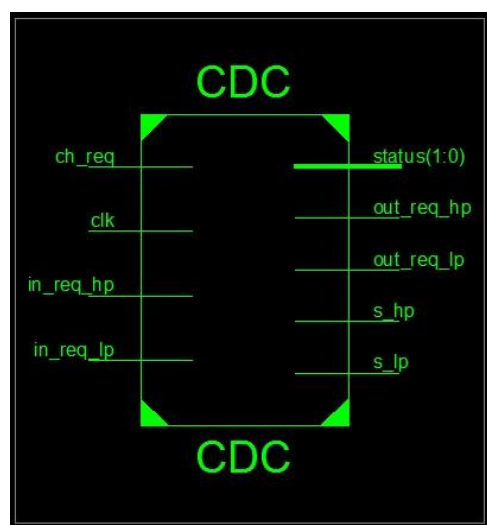 CDC
ch_req
status(1:0)
out_req_hp
clk
out_req_lp
in_req_hp
s_hp
in_req_lp
s_lp
CDC